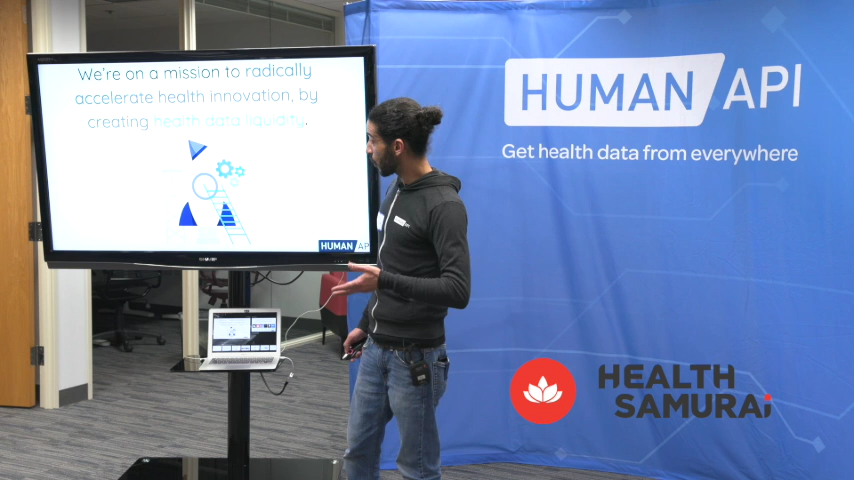 We're on a mission to radically
accelerate health innovation, by
creating health data liquidity.
HUMAN/API
SHARP
HUMAN/API
Get health data from everywhere
HEALTH
SAMURAi